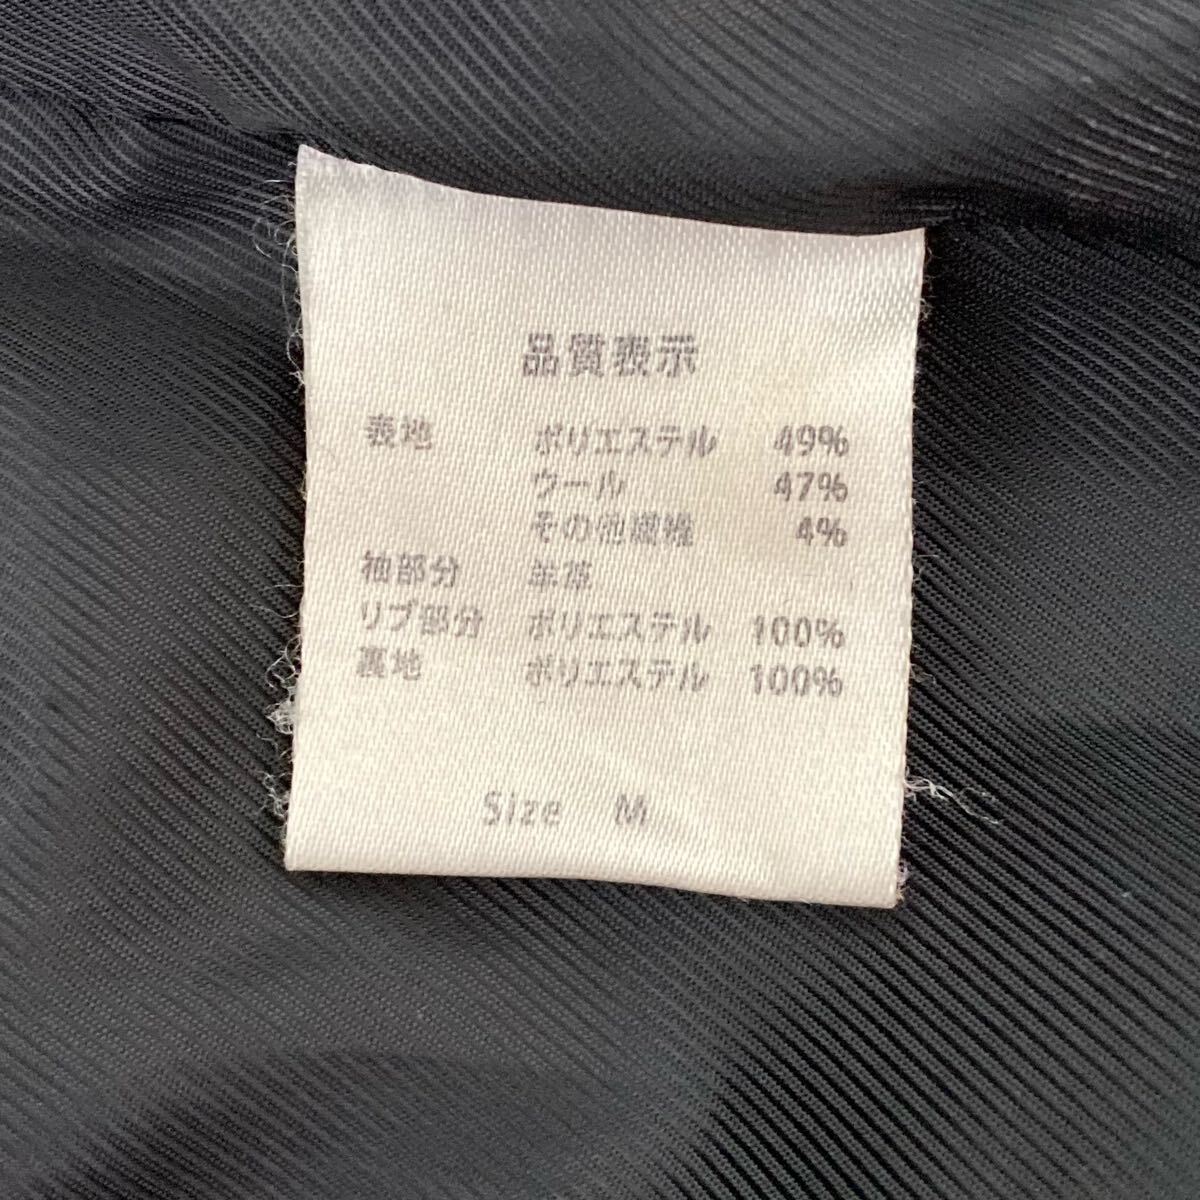 品質表示
表地 ポリエステル 49%
ウール 47%
その他繊維 4%
袖部分 羊革
リブ部分 ポリエステル 100%
裏地 ポリエステル 100%
Size M